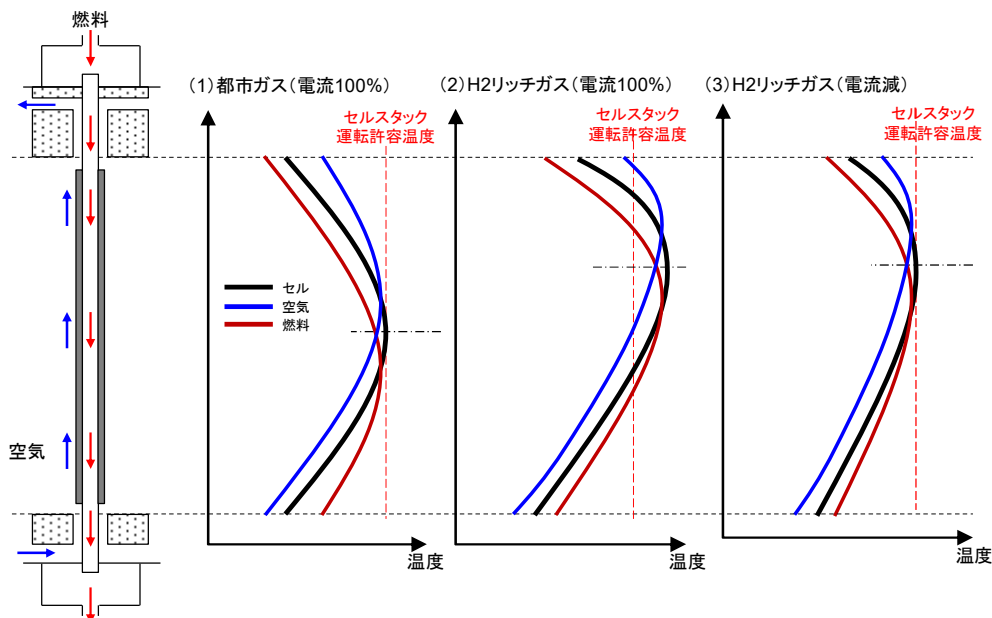 燃料
(1)都市ガス(電流100%)
(2)H2リッチガス(電流100%)
(3)H2リッチガス(電流減)
セルスタック
運転許容温度
セルスタック
運転許容温度
セルスタック
運転許容温度
セル
空気
燃料
空気
温度
温度
温度